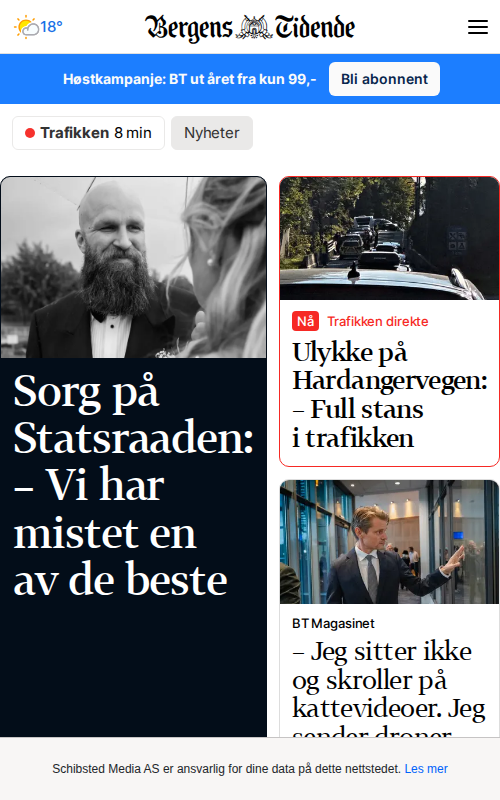 18°
Bergens Tidende
Høstkampanje: BT ut året fra kun 99,-
Bli abonnent
Trafikken 8 min
Nyheter
Sorg på
Statsraaden:
– Vi har
mistet en
av de beste
Nå Trafikken direkte
Ulykke på
Hardangervegen:
– Full stans
i trafikken
BT Magasinet
– Jeg sitter ikke
og skroller på
kattevideoer. Jeg
sender droner
Schibsted Media AS er ansvarlig for dine data på dette nettstedet. Les mer